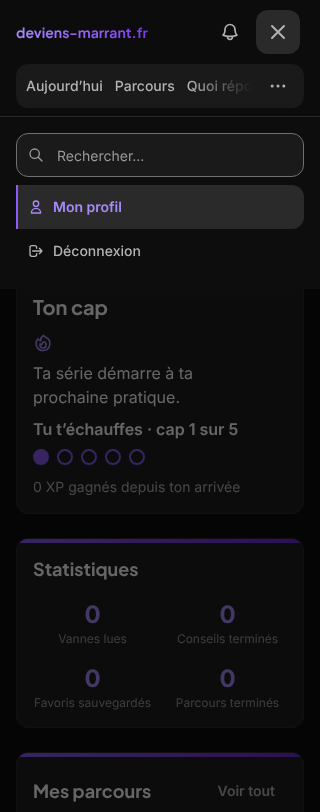 deviens-marrant.fr
Aujourd'hui Parcours Quoi répo
Rechercher...
Mon profil
Déconnexion
Ton cap
Ta série démarre à ta
prochaine pratique.
Tu t'échauffes · cap 1 sur 5
0 XP gagnés depuis ton arrivée
Statistiques
0 0
Vannes lues Conseils terminés
0 0
Favoris sauvegardés Parcours terminés
Mes parcours Voir tout